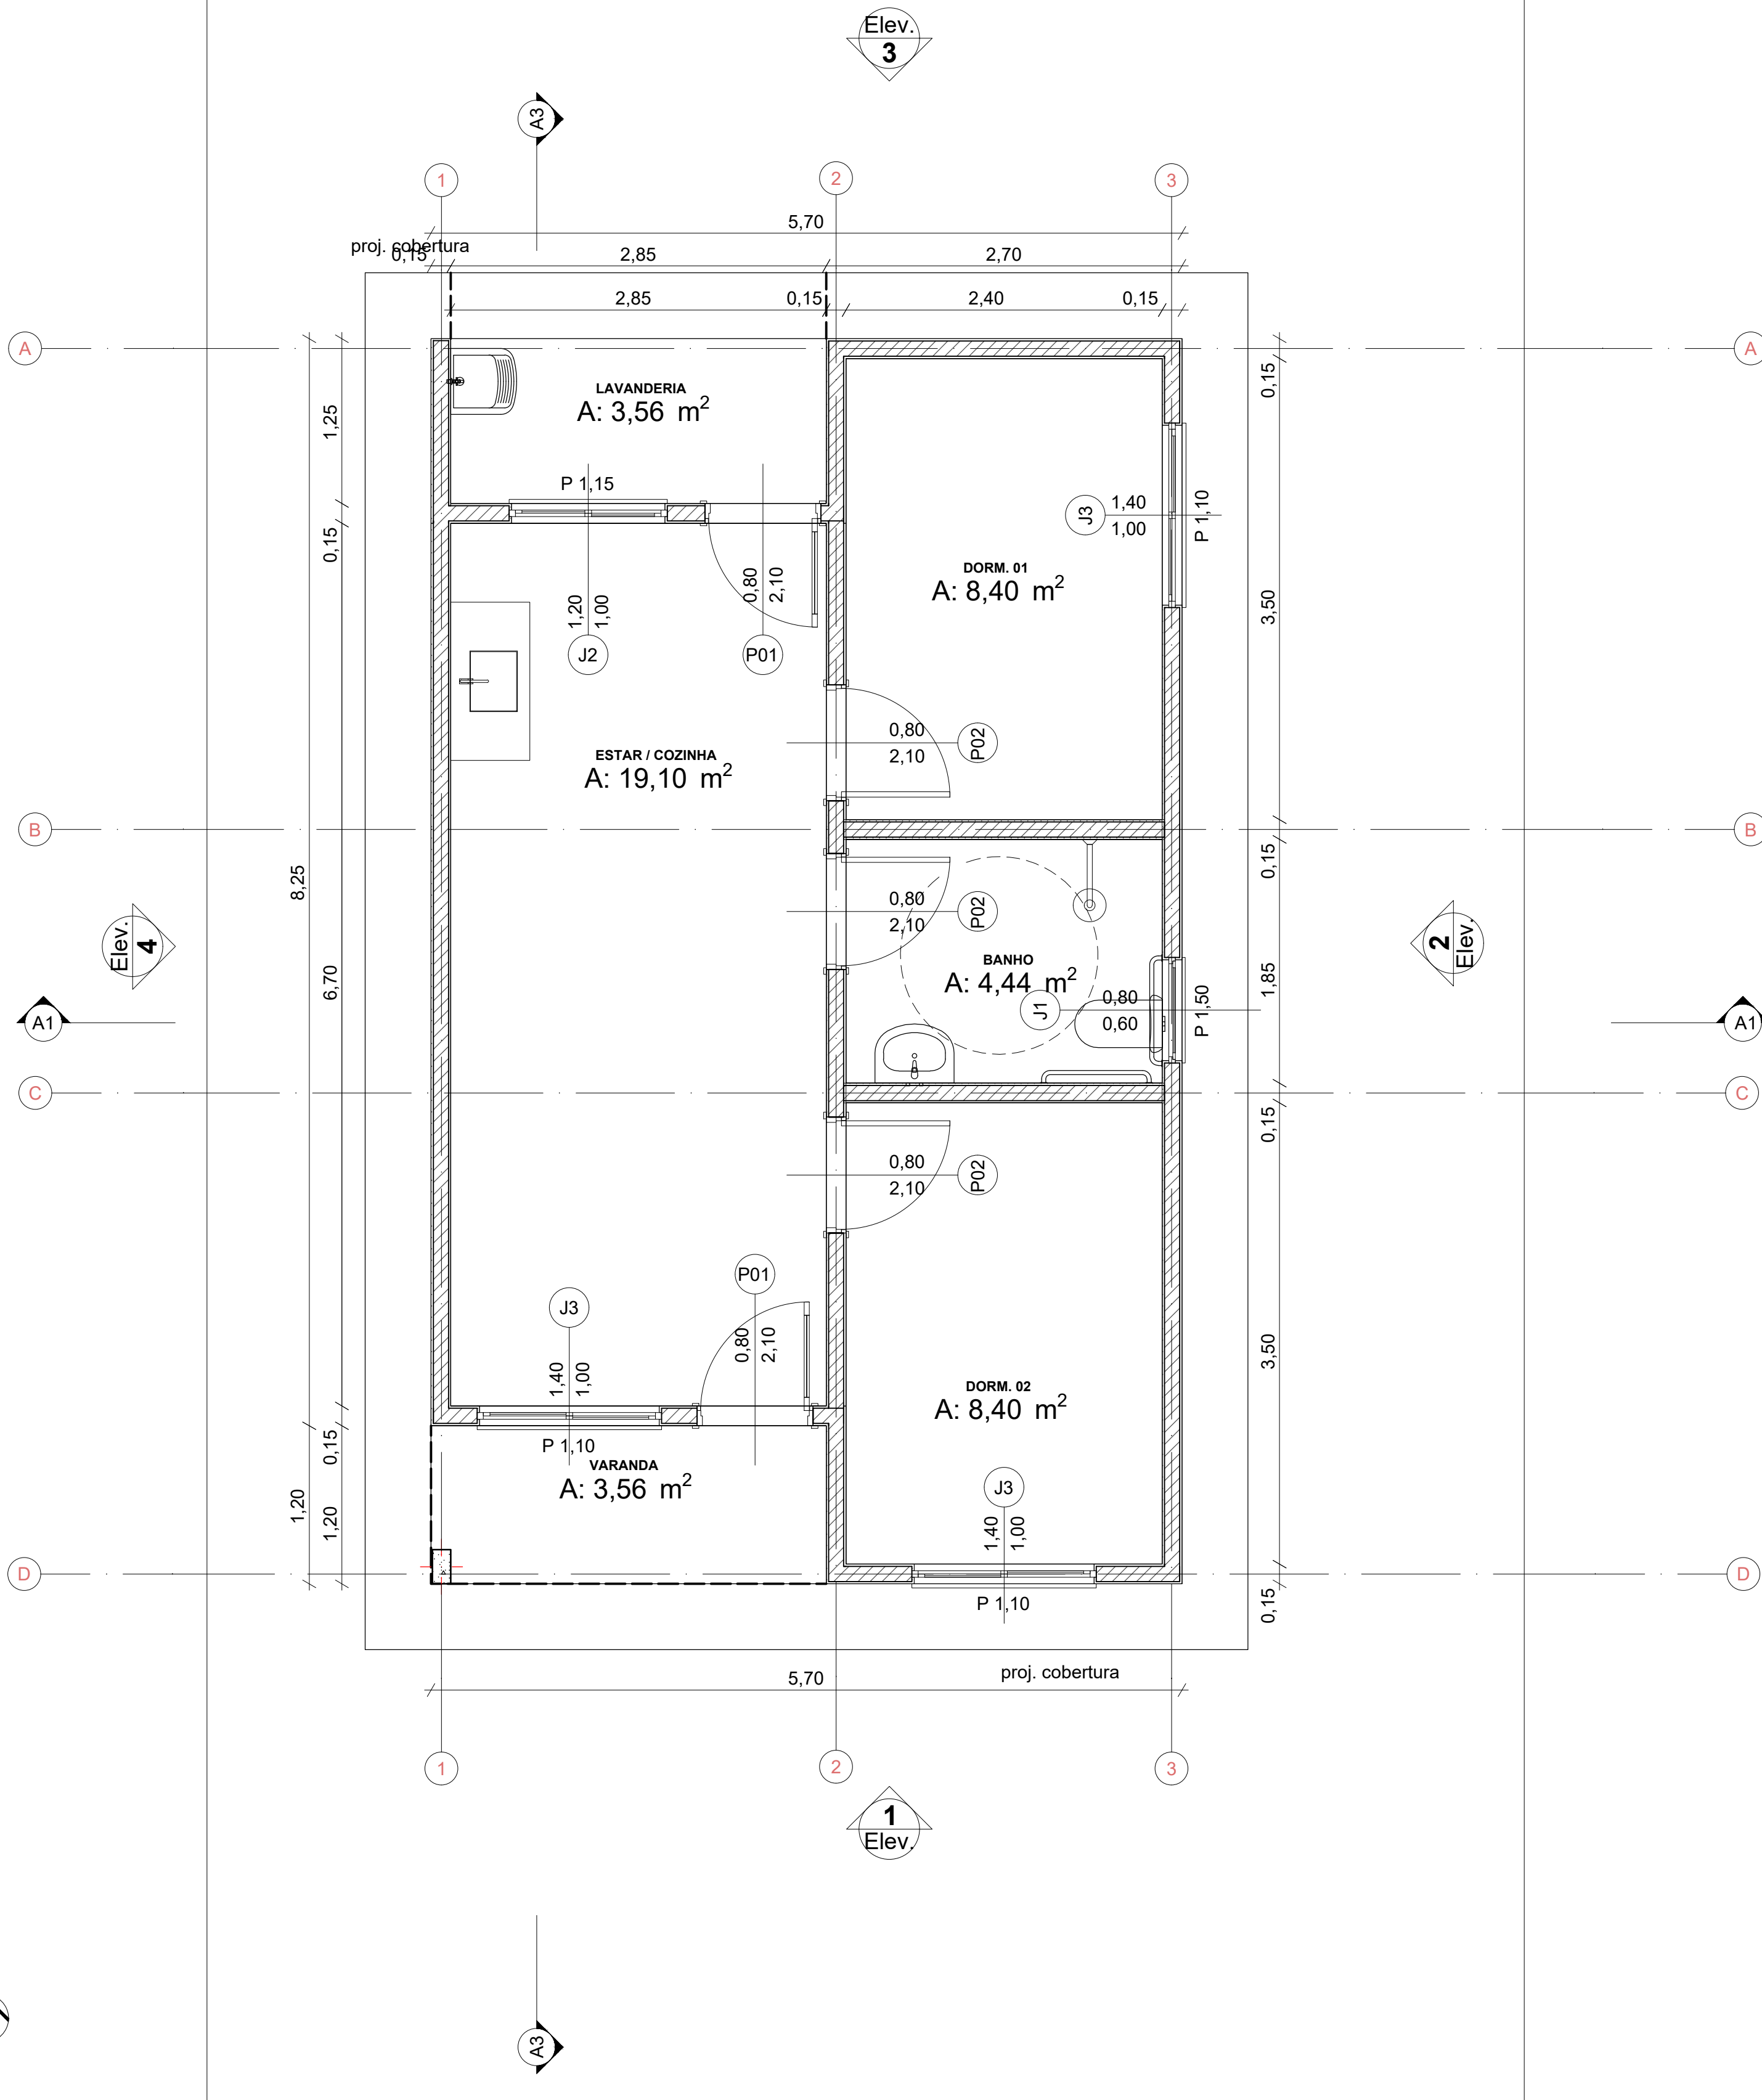 Elev.
3
A3
1
2
3
5,70
proj. cobertura
0,15
2,85
2,70
2,85
0,15
2,40
0,15
A
A
LAVANDERIA
A: 3,56 m²
0,15
1,25
P 1,15
J3
1,40
1,00
P 1,10
0,15
DORM. 01
A: 8,40 m²
0,80
2,10
1,20
1,00
3,50
J2
P01
0,80
2,10
P02
ESTAR / COZINHA
A: 19,10 m²
B
B
0,15
8,25
0,80
2,10
P02
Elev.
4
2
Elev.
BANHO
A: 4,44 m²
6,70
1,85
J1
0,80
0,60
P 1,50
A1
A1
C
C
0,15
0,80
2,10
P02
P01
J3
0,80
2,10
1,40
1,00
3,50
DORM. 02
A: 8,40 m²
P 1,10
0,15
VARANDA
A: 3,56 m²
J3
1,20
1,20
1,40
1,00
D
D
P 1,10
0,15
proj. cobertura
5,70
1
2
3
1
Elev.
A3